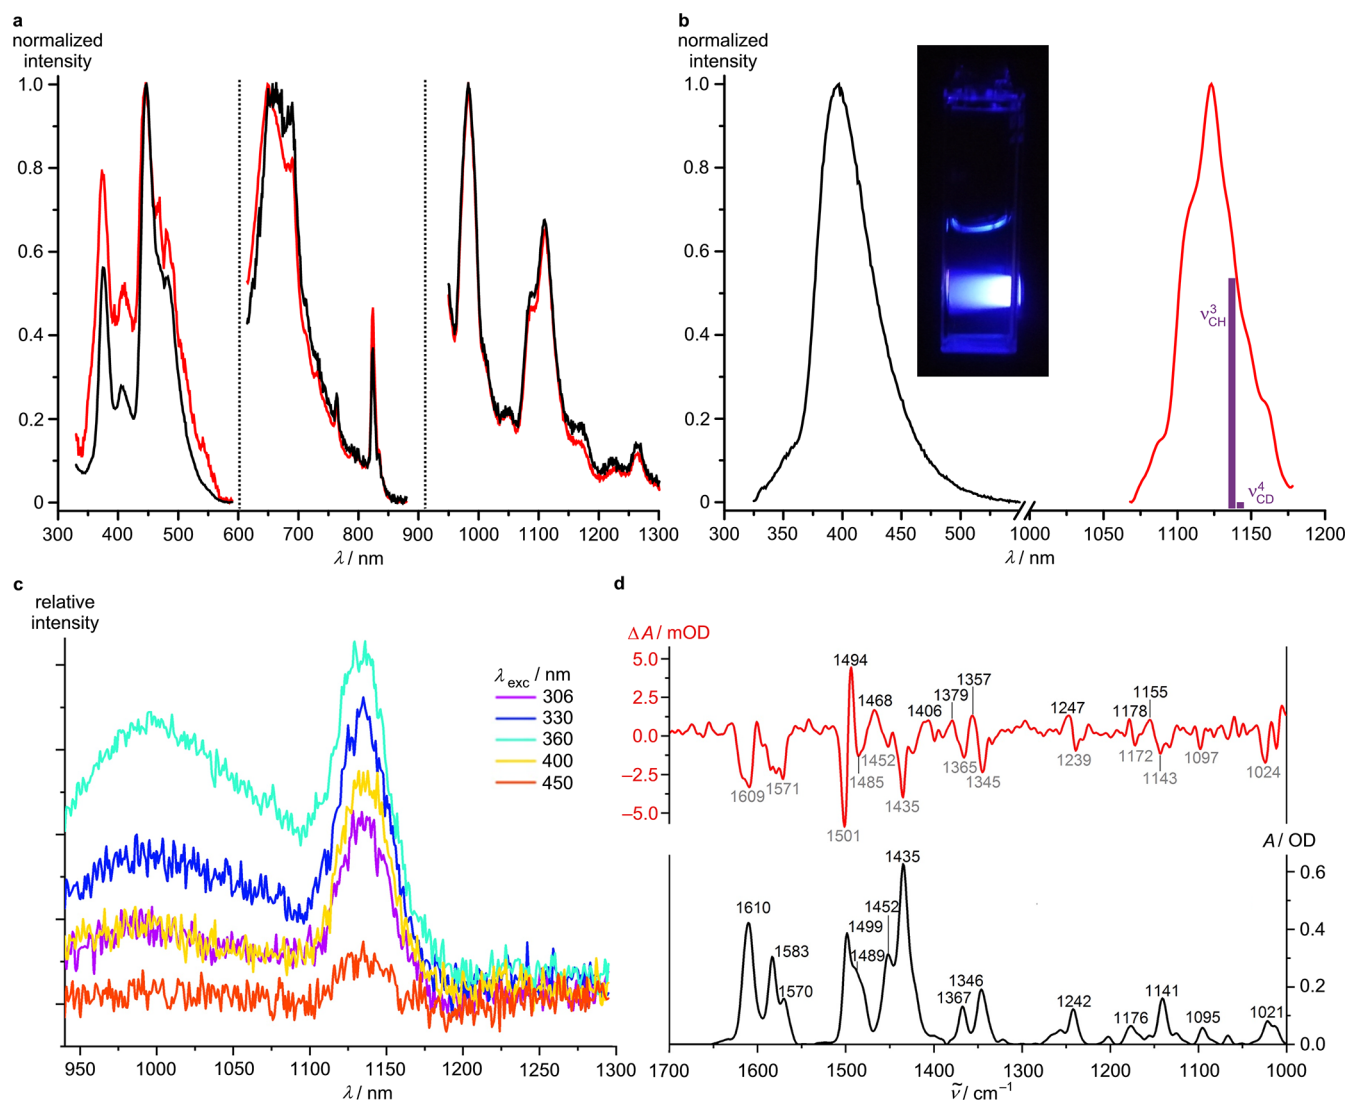 a
normalized
intensity
1.0
0.8
0.6
0.4
0.2
0
300 400 500 600 700 800 900 1000 1100 1200 1300
λ / nm
b
normalized
intensity
1.0
0.8
0.6
0.4
0.2
0
ν³CH
ν⁴CD
300 350 400 450 500 1000 1050 1100 1150 1200
λ / nm
c
relative
intensity
λexc / nm
306
330
360
400
450
950 1000 1050 1100 1150 1200 1250 1300
λ / nm
d
ΔA / mOD
5.0
2.5
0.0
−2.5
−5.0
1494
1468
1406
1379
1357
1247
1178
1155
1609
1571
1501
1485
1452
1435
1365
1345
1239
1172
1143
1097
1024
A / OD
0.6
0.4
0.2
0.0
1610
1583
1570
1499
1489
1452
1435
1367
1346
1242
1176
1141
1095
1021
1700 1600 1500 1400 1300 1200 1100 1000
ν̃ / cm⁻¹